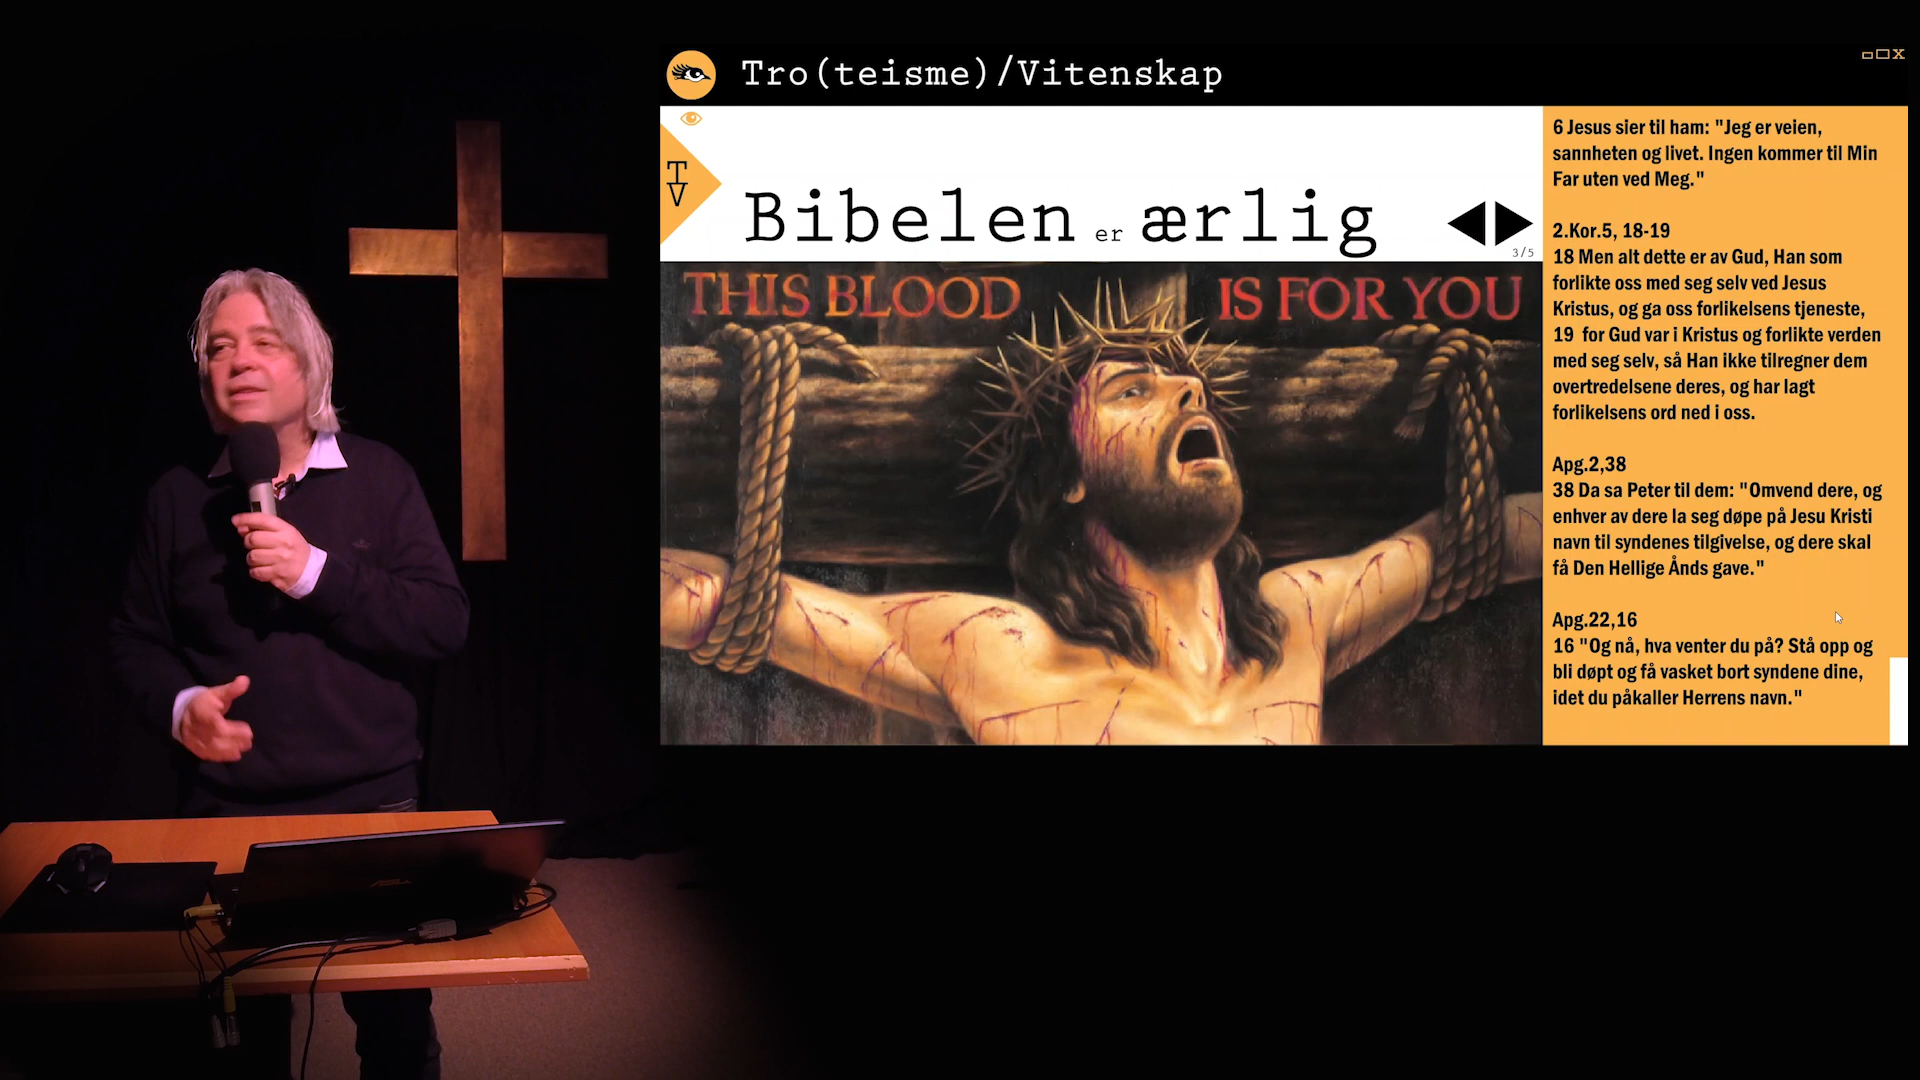 Tro(teisme)/Vitenskap
T
V
Bibelen er ærlig
3/5
THIS BLOOD IS FOR YOU
6 Jesus sier til ham: "Jeg er veien,
sannheten og livet. Ingen kommer til Min
Far uten ved Meg."
2.Kor.5, 18-19
18 Men alt dette er av Gud, Han som
forlikte oss med seg selv ved Jesus
Kristus, og ga oss forlikelsens tjeneste,
19 for Gud var i Kristus og forlikte verden
med seg selv, så Han ikke tilregner dem
overtredelsene deres, og har lagt
forlikelsens ord ned i oss.
Apg.2,38
38 Da sa Peter til dem: "Omvend dere, og
enhver av dere la seg døpe på Jesu Kristi
navn til syndenes tilgivelse, og dere skal
få Den Hellige Ånds gave."
Apg.22,16
16 "Og nå, hva venter du på? Stå opp og
bli døpt og få vasket bort syndene dine,
idet du påkaller Herrens navn."